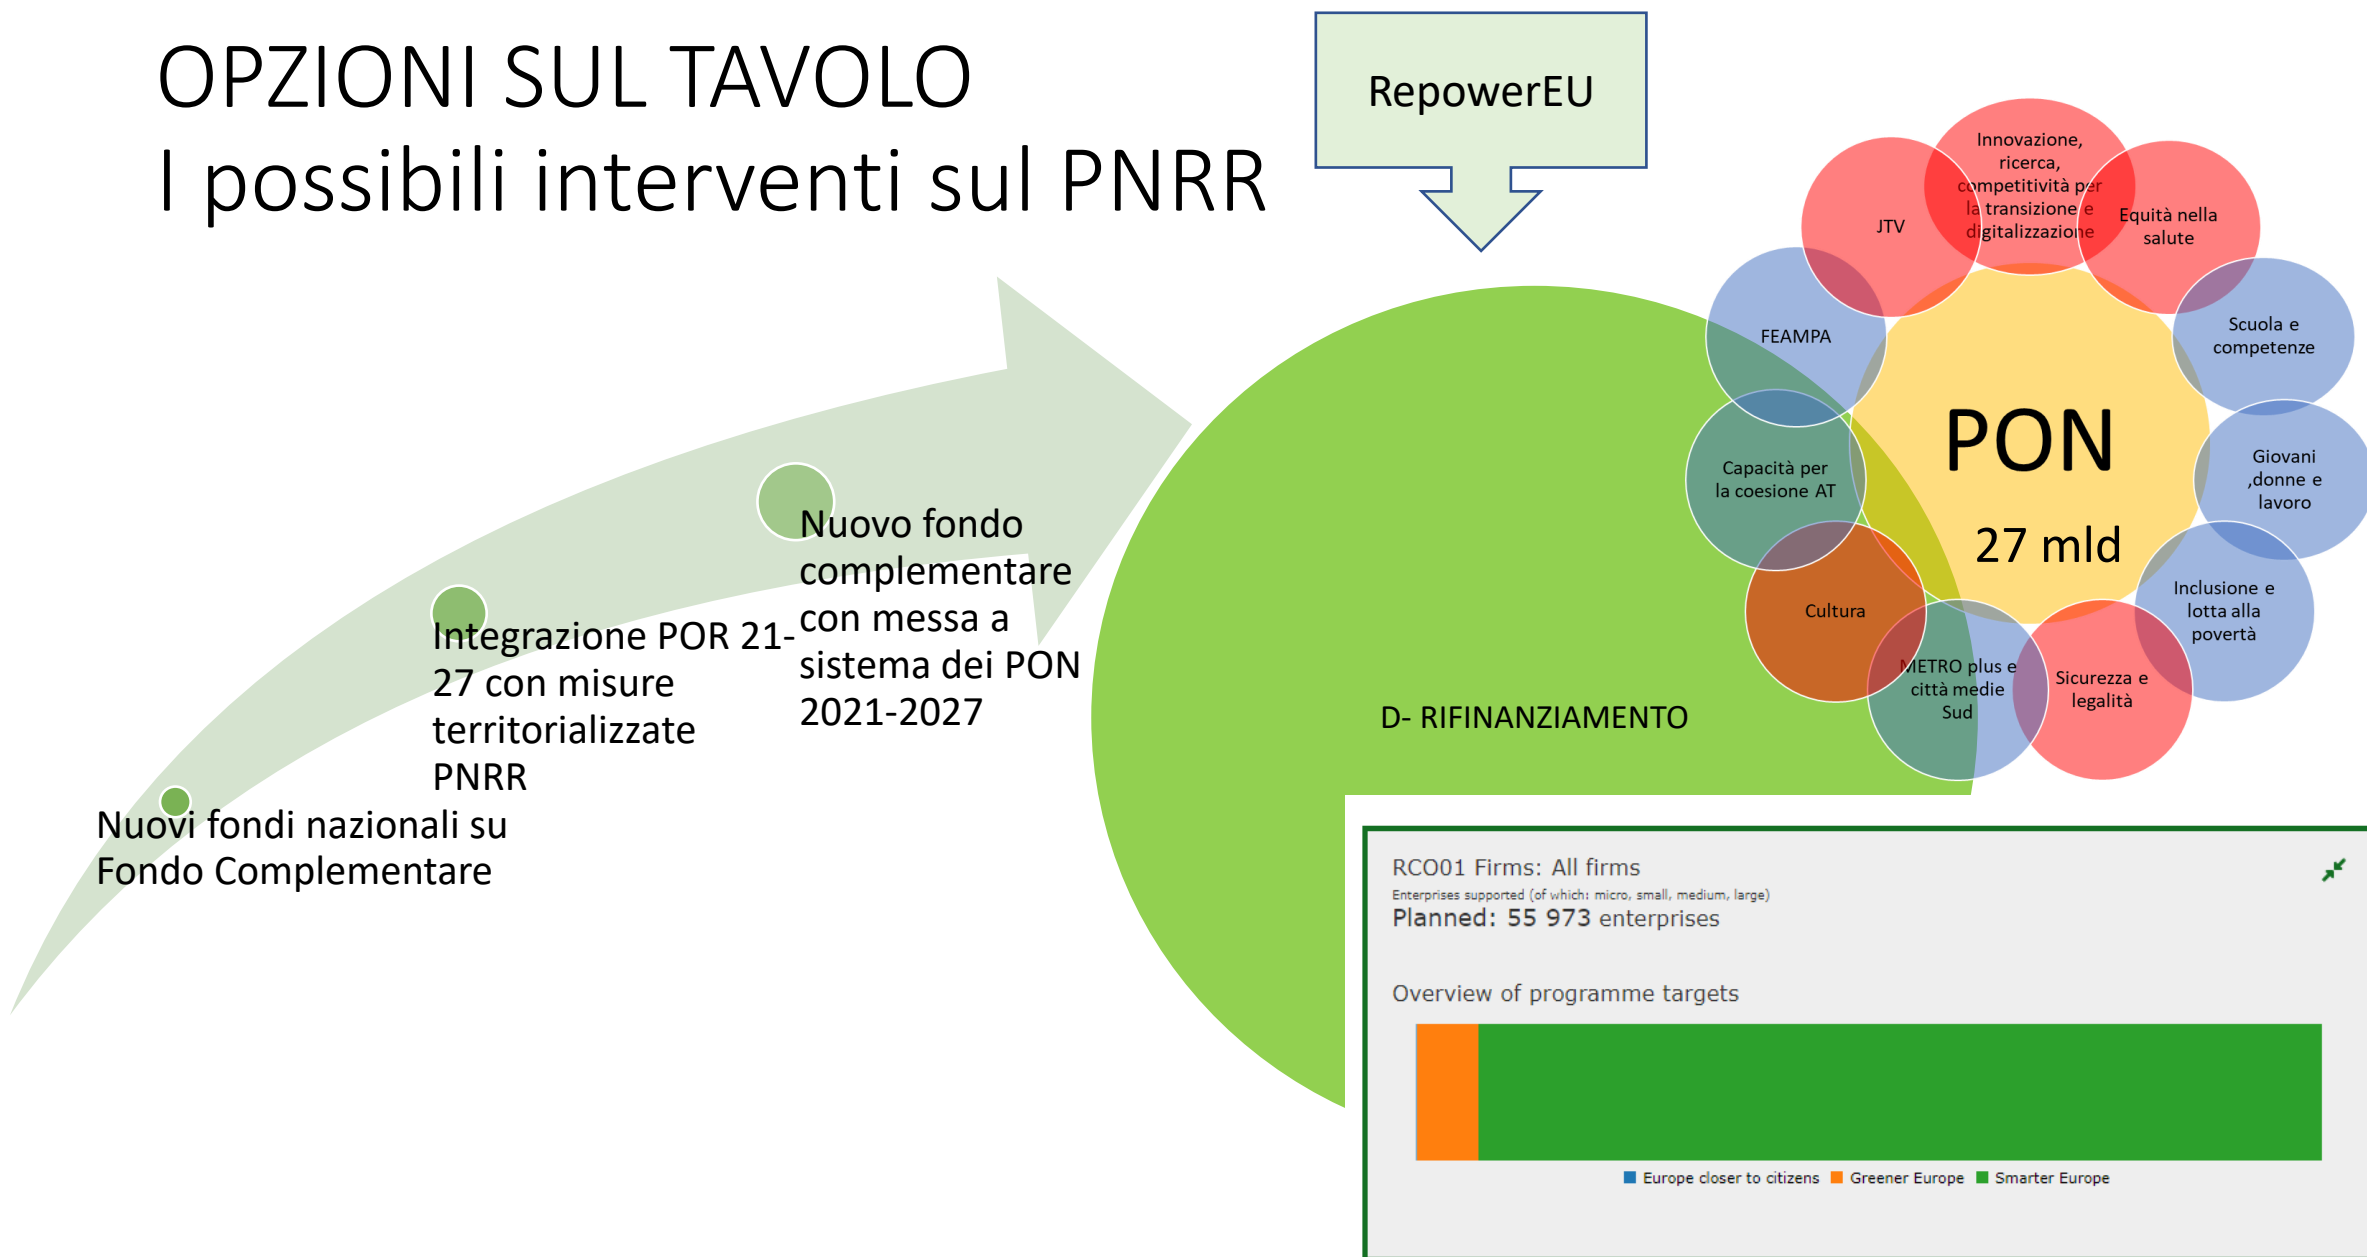 OPZIONI SUL TAVOLO
I possibili interventi sul PNRR
RepowerEU
Nuovi fondi nazionali su
Fondo Complementare
Integrazione POR 21-
27 con misure
territorializzate
PNRR
Nuovo fondo
complementare
con messa a
sistema dei PON
2021-2027
D- RIFINANZIAMENTO
PON
27 mld
Innovazione,
ricerca,
competitività per
la transizione e
digitalizzazione
Equità nella
salute
Scuola e
competenze
Giovani
,donne e
lavoro
Inclusione e
lotta alla
povertà
Sicurezza e
legalità
METRO plus e
città medie
Sud
Cultura
Capacità per
la coesione AT
FEAMPA
JTV
RCO01 Firms: All firms
Enterprises supported (of which: micro, small, medium, large)
Planned: 55 973 enterprises
Overview of programme targets
Europe closer to citizens Greener Europe Smarter Europe